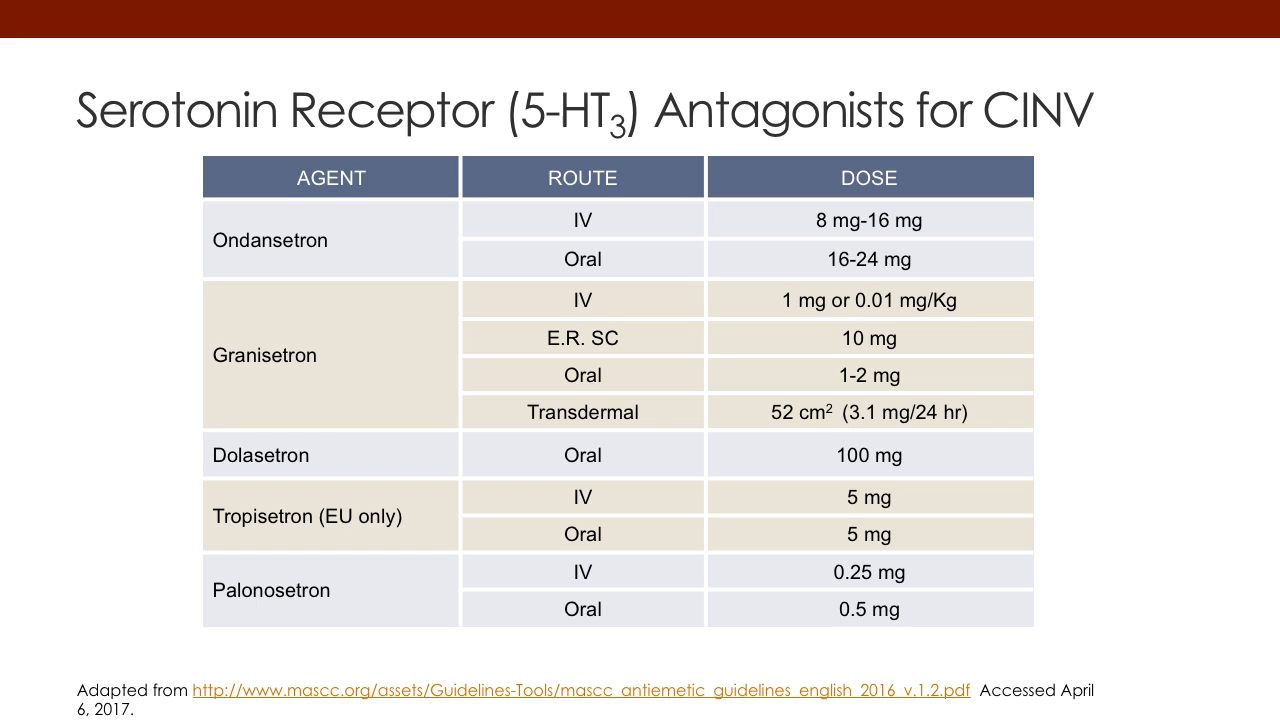 Serotonin Receptor (5-HT3) Antagonists for CINV
AGENT ROUTE DOSE
Ondansetron
IV 8 mg-16 mg
Oral 16-24 mg
Granisetron
IV 1 mg or 0.01 mg/Kg
E.R. SC 10 mg
Oral 1-2 mg
Transdermal 52 cm2 (3.1 mg/24 hr)
Dolasetron Oral 100 mg
Tropisetron (EU only)
IV 5 mg
Oral 5 mg
Palonosetron
IV 0.25 mg
Oral 0.5 mg
Adapted from http://www.mascc.org/assets/Guidelines-Tools/mascc_antiemetic_guidelines_english_2016_v.1.2.pdf Accessed April
6, 2017.